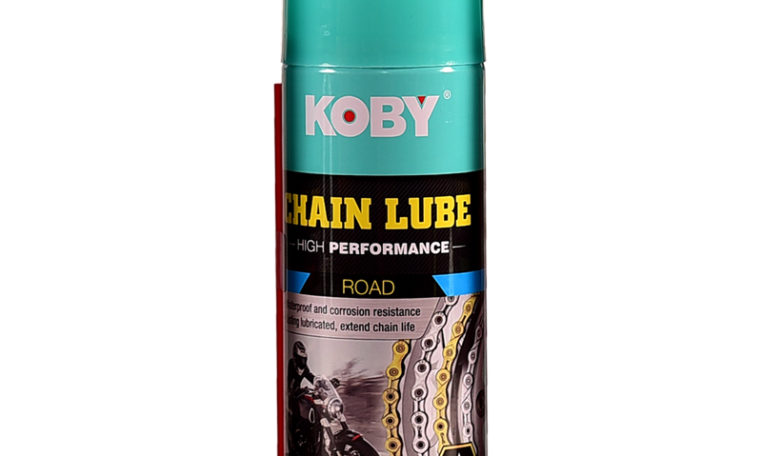 KOBY®
CHAIN LUBE
HIGH PERFORMANCE
ROAD
and corrosion resistance
lubricated, extend chain life